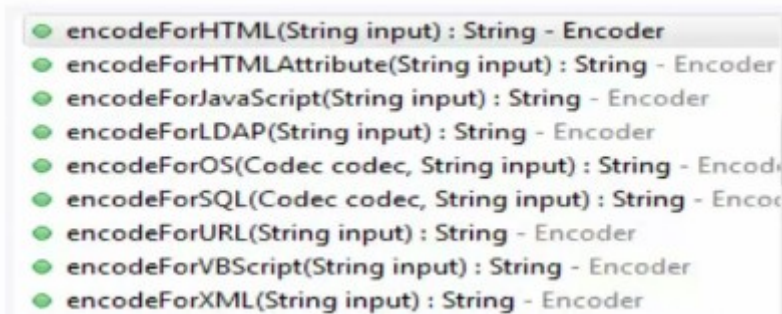 encodeForHTML(String input) : String - Encoder
encodeForHTMLAttribute(String input) : String - Encoder
encodeForJavaScript(String input) : String - Encoder
encodeForLDAP(String input) : String - Encoder
encodeForOS(Codec codec, String input) : String - Encod
encodeForSQL(Codec codec, String input) : String - Enco
encodeForURL(String input) : String - Encoder
encodeForVBScript(String input) : String - Encoder
encodeForXML(String input) : String - Encoder